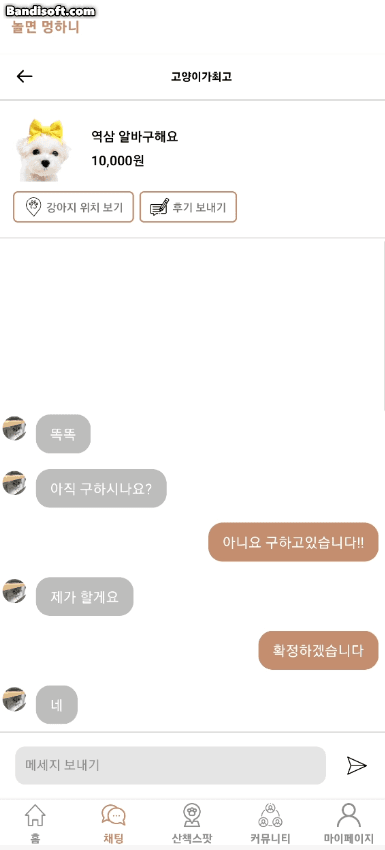 Bandisoft.com
놀면 멍하니
고양이가최고
역삼 알바구해요
10,000원
강아지 위치 보기
후기 보내기
똑똑
아직 구하시나요?
아니요 구하고있습니다!!
제가 할게요
확정하겠습니다
네
메세지 보내기
홈
채팅
산책스팟
커뮤니티
마이페이지